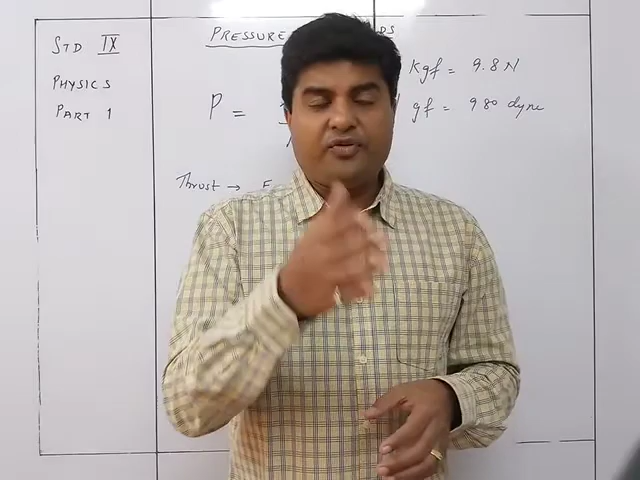 STD IX
PHYSICS
PART 1
PRESSURE
P =
kgf = 9.8 N
gf = 980 dyne
Thrust → F